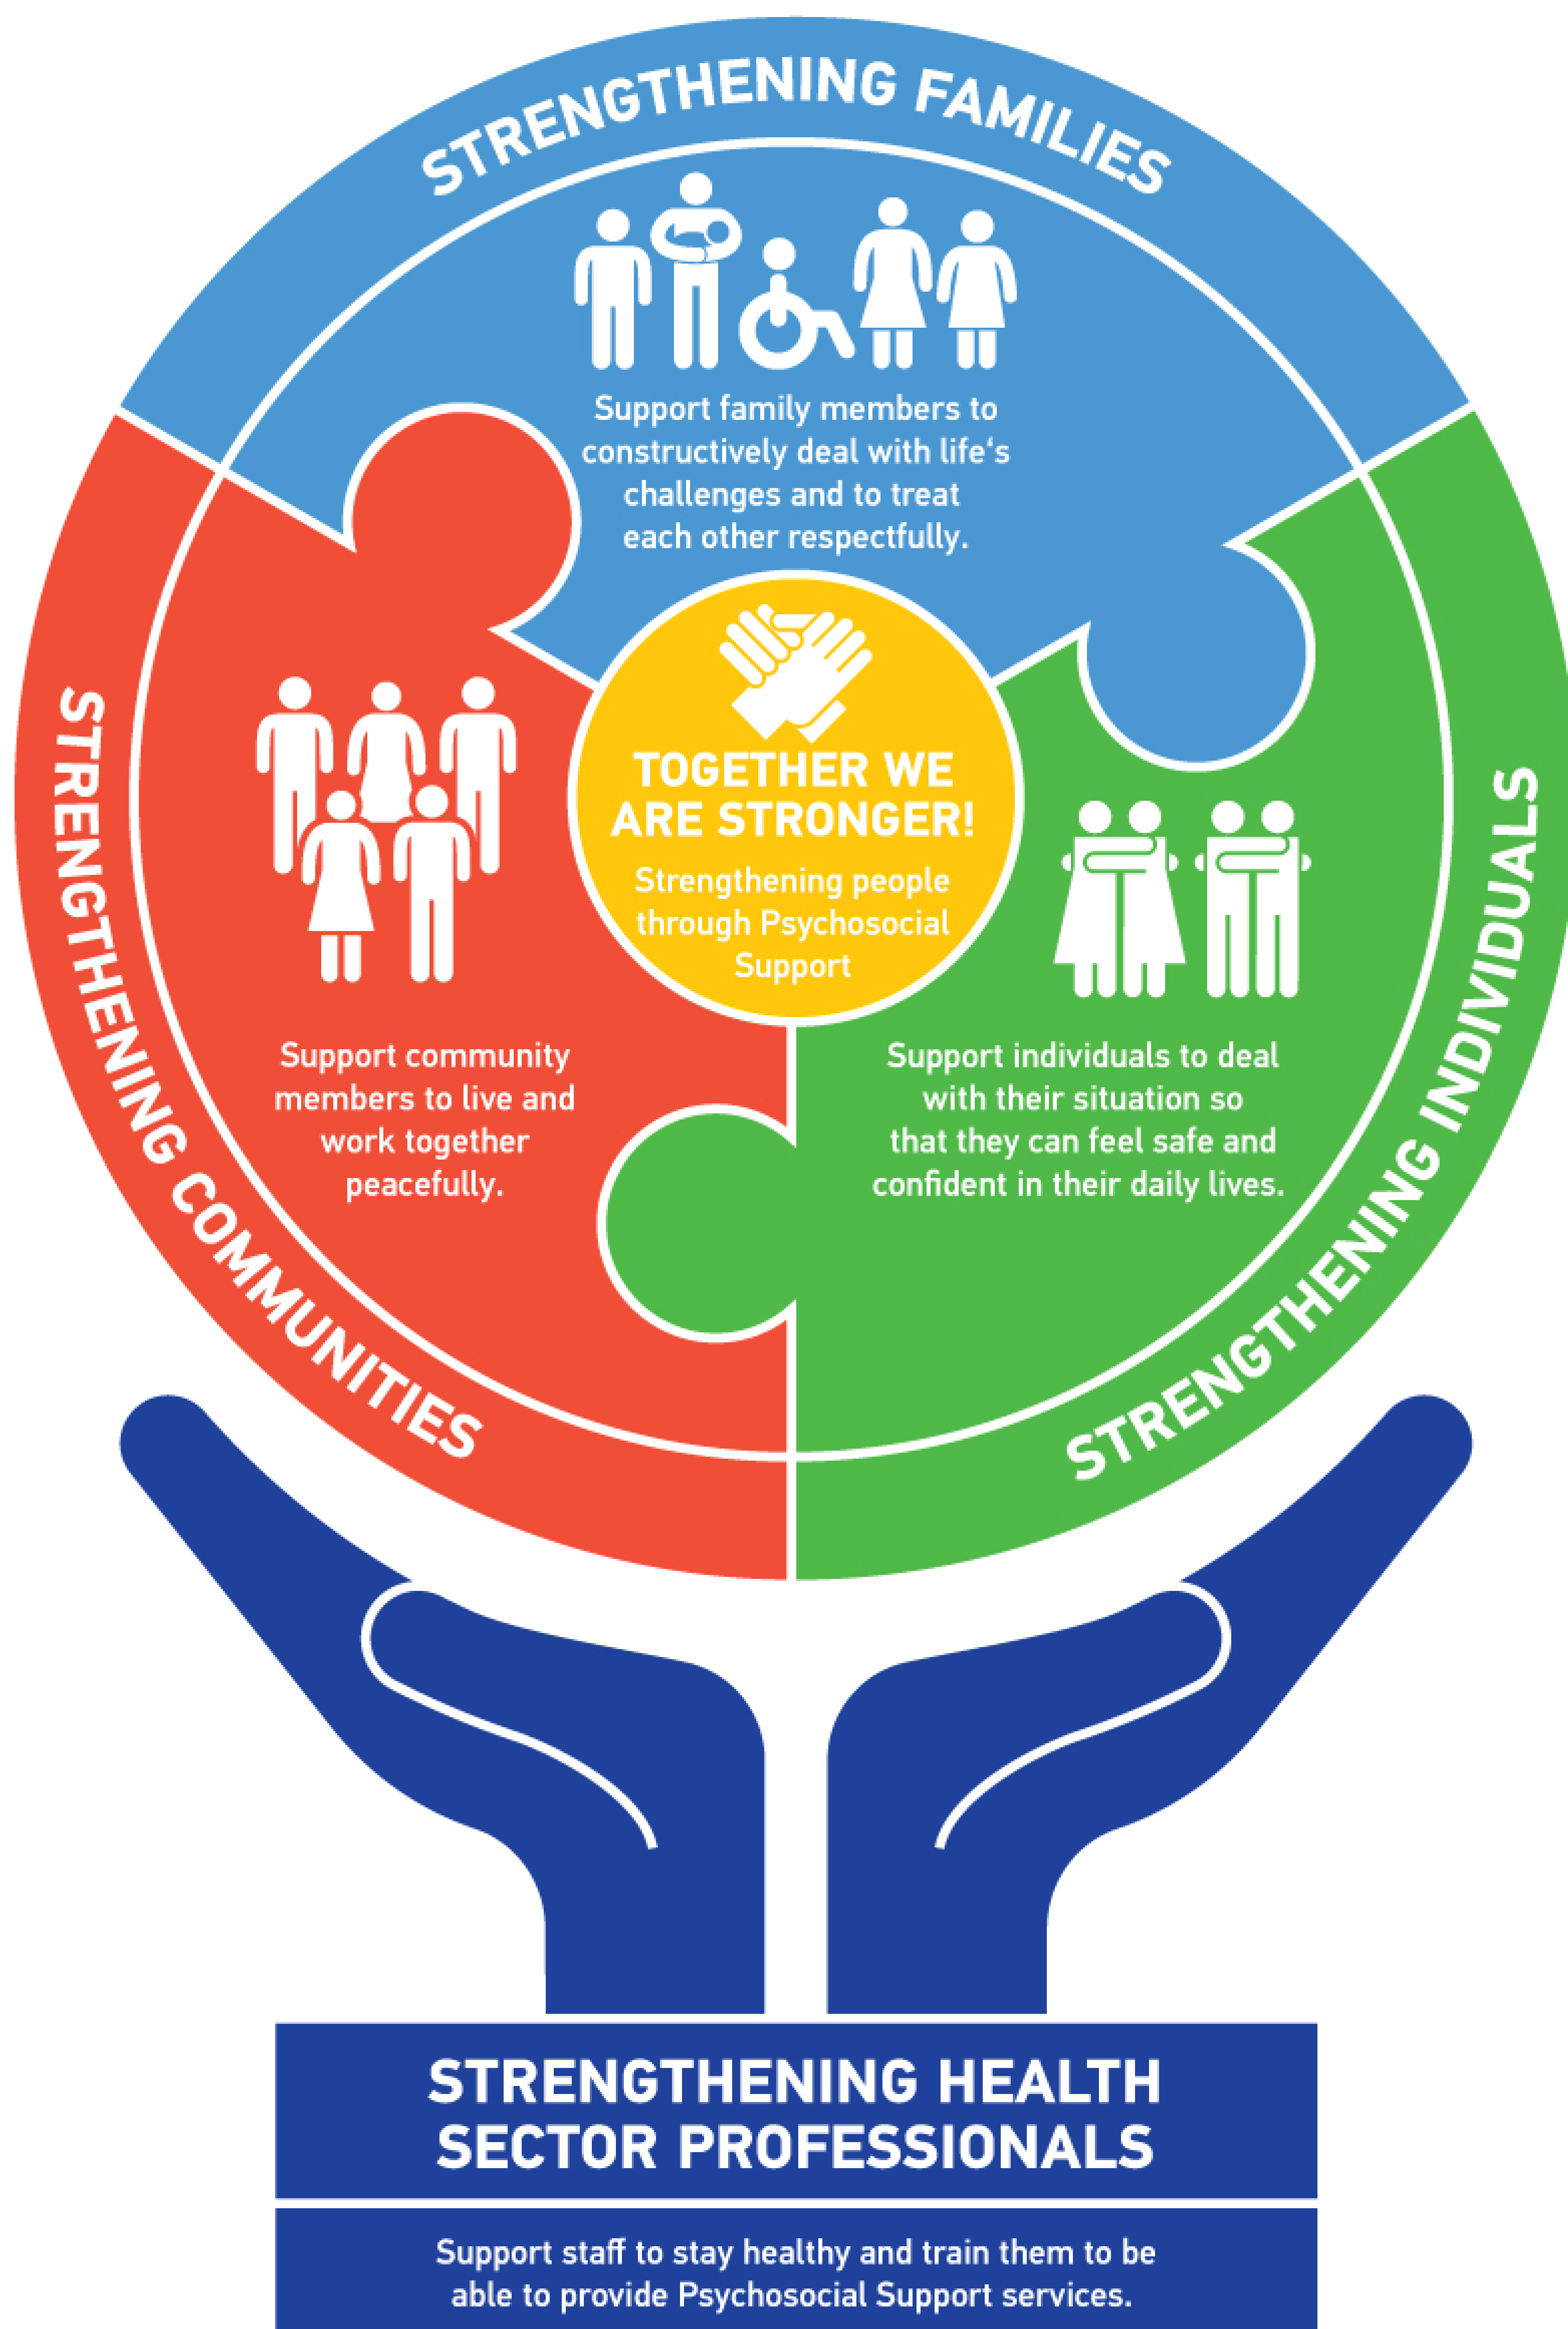 STRENGTHENING FAMILIES
Support family members to
constructively deal with life‘s
challenges and to treat
each other respectfully.
TOGETHER WE
ARE STRONGER!
Strengthening people
through Psychosocial
Support
STRENGTHENING COMMUNITIES
Support community
members to live and
work together
peacefully.
STRENGTHENING INDIVIDUALS
Support individuals to deal
with their situation so
that they can feel safe and
confident in their daily lives.
STRENGTHENING HEALTH
SECTOR PROFESSIONALS
Support staff to stay healthy and train them to be
able to provide Psychosocial Support services.